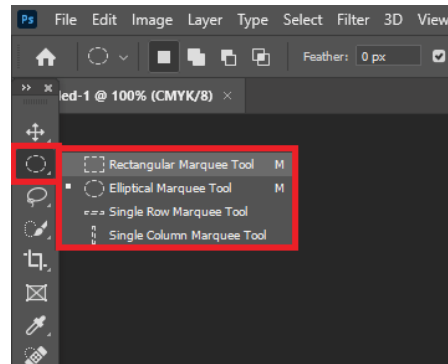 Ps File Edit Image Layer Type Select Filter 3D View
Feather: 0 px
ed-1 @ 100% (CMYK/8) ×
Rectangular Marquee Tool M
Elliptical Marquee Tool M
Single Row Marquee Tool
Single Column Marquee Tool